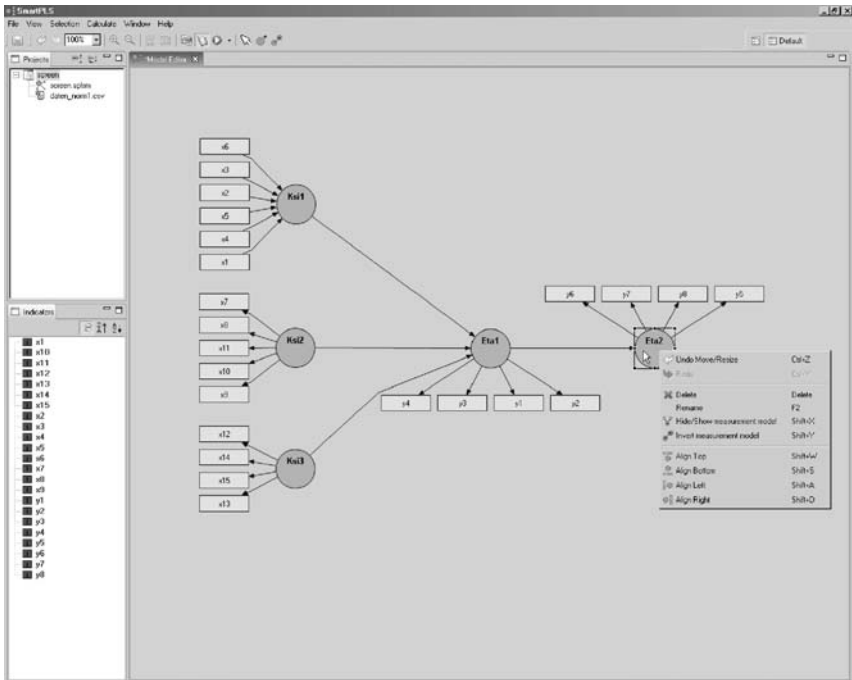 SmartPLS
File View Selection Calculate Window Help
100%
Default
Projects
*Model Editor
screen
screen.splsm
daten_norm1.csv
x6
x3
x2
x5
x4
x1
Ksi1
x7
x8
x11
x10
x9
Ksi2
x12
x14
x15
x13
Ksi3
Eta1
y4
y3
y1
y2
y6
y7
y8
y5
Eta2
Undo Move/Resize Ctrl+Z
Redo Ctrl+Y
Delete Delete
Rename F2
Hide/Show measurement model Shift+X
Invert measurement model Shift+Y
Align Top Shift+W
Align Bottom Shift+S
Align Left Shift+A
Align Right Shift+D
Indicators
x1
x10
x11
x12
x13
x14
x15
x2
x3
x4
x5
x6
x7
x8
x9
y1
y2
y3
y4
y5
y6
y7
y8